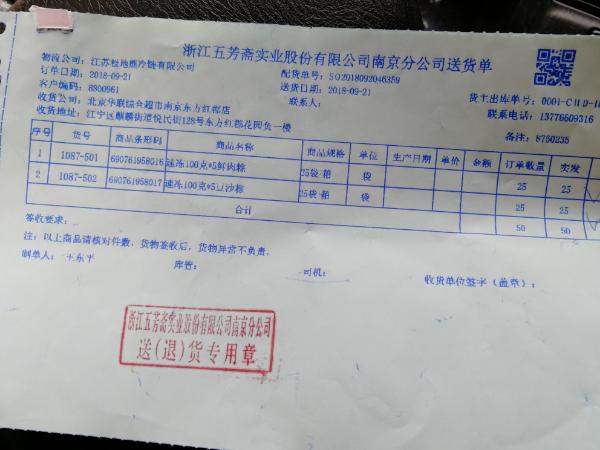 浙江五芳斋实业股份有限公司南京分公司送货单
物流公司：江苏松地熊冷链有限公司 配货单号：SO2018092046359
订单日期：2018-09-21 送货日期：2018-09-21 货主出库单号：0001-CHD-
客户编码：8800961 联系人： 联系电话：13776609316
收货公司：北京华联综合超市南京东方红郡店
收货地址：江宁区麒麟街道悦民街128号东方红郡花园负一楼 备注：8750235
序号 货号 商品条形码 商品名称 商品规格 单位 生产日期 单价 金额 订单数量 实发
1 1087-501 690761958016 速冻100克*5鲜肉粽 25袋/箱 袋 25 25
2 1087-502 690761958017 速冻100克*5豆沙粽 25袋/箱 袋 25 25
合计 50 50
签收要求：
注：以上商品请核对件数，货物签收后，货物异常不负责。
制单人： 库管： 司机： 收货单位签字（盖章）：
浙江五芳斋实业股份有限公司南京分公司
送(退)货专用章